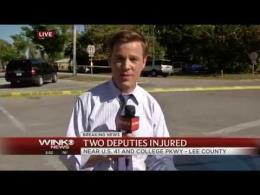 LIVE
BREAKING NEWS
WINK
NEWS
TWO DEPUTIES INJURED
NEAR U.S. 41 AND COLLEGE PKWY – LEE COUNTY